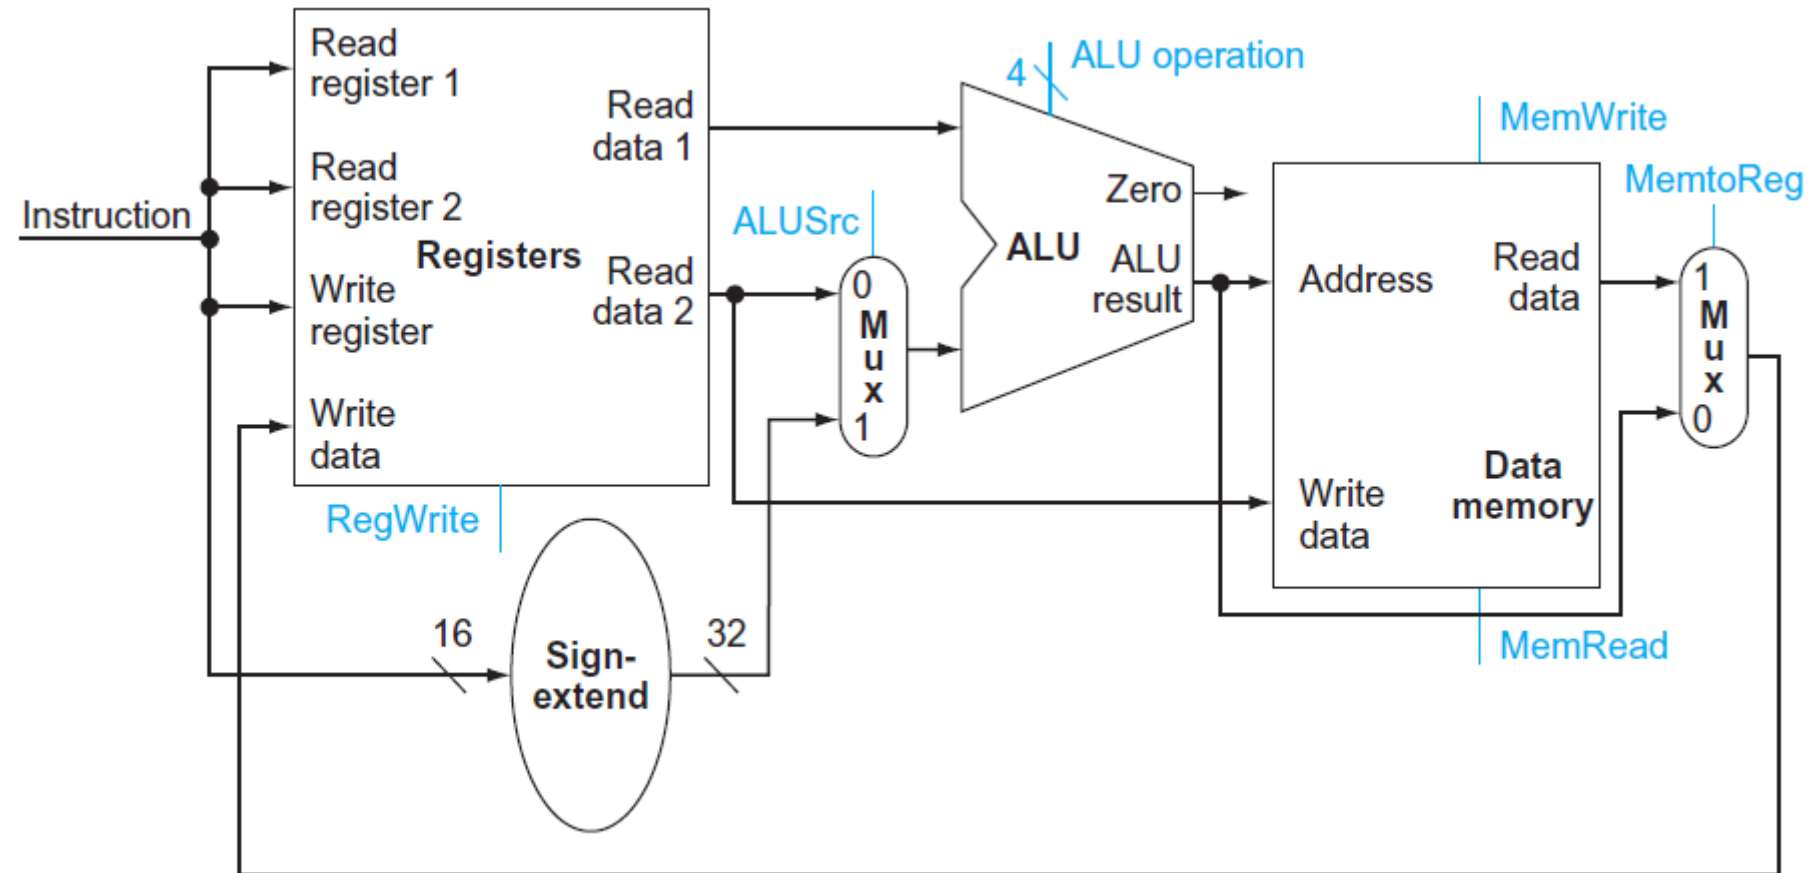 Instruction
Read
register 1
Read
register 2
Registers
Write
register
Write
data
Read
data 1
Read
data 2
RegWrite
16
Sign-
extend
32
ALUSrc
0
M
u
x
1
4
ALU operation
Zero
ALU
ALU
result
MemWrite
Address
Read
data
Write
data
Data
memory
MemRead
MemtoReg
1
M
u
x
0